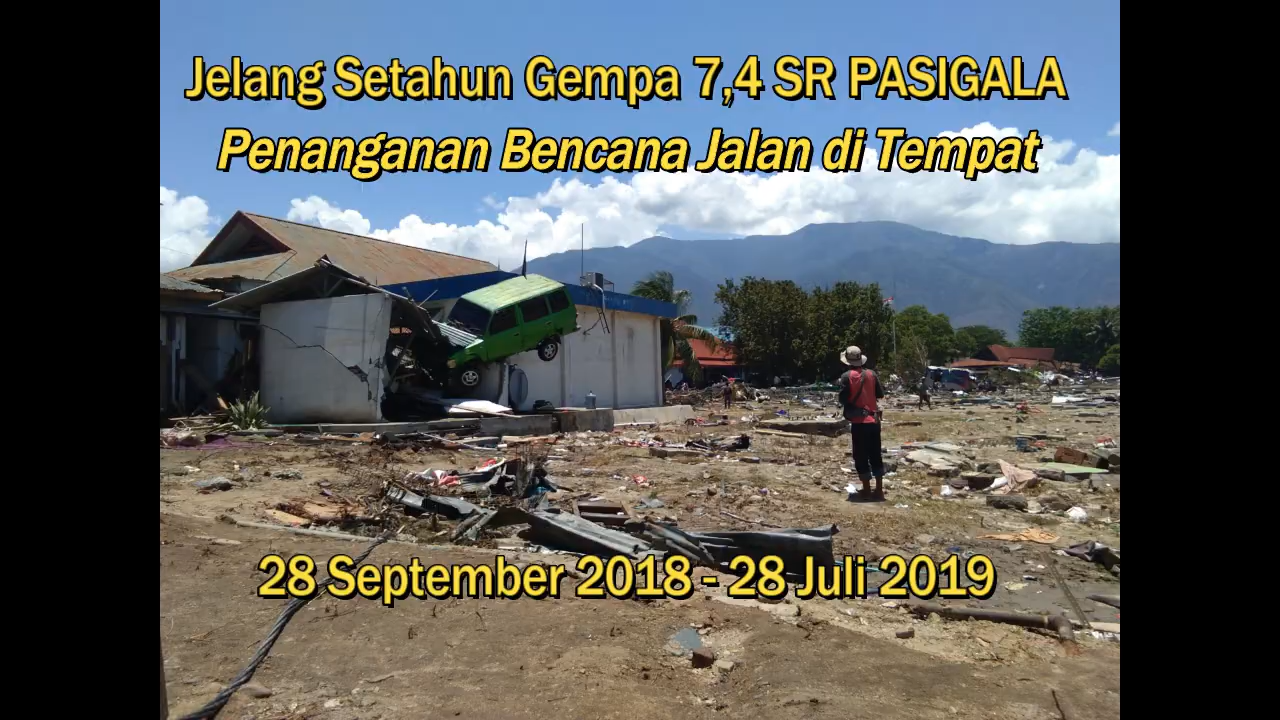 Jelang Setahun Gempa 7,4 SR PASIGALA
Penanganan Bencana Jalan di Tempat
28 September 2018 - 28 Juli 2019